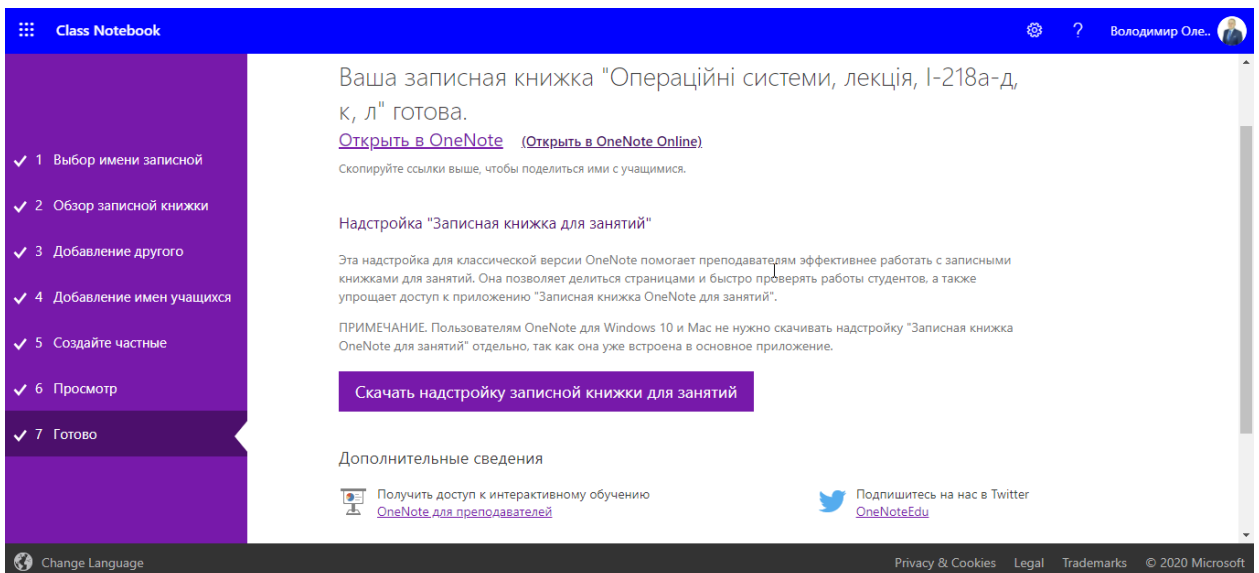 Class Notebook
?
Володимир Оле..
1 Выбор имени записной
2 Обзор записной книжки
3 Добавление другого
4 Добавление имен учащихся
5 Создайте частные
6 Просмотр
7 Готово
Ваша записная книжка "Операційні системи, лекція, І-218а-д,
к, л" готова.
Открыть в OneNote (Открыть в OneNote Online)
Скопируйте ссылки выше, чтобы поделиться ими с учащимися.
Надстройка "Записная книжка для занятий"
Эта надстройка для классической версии OneNote помогает преподавателям эффективнее работать с записными
книжками для занятий. Она позволяет делиться страницами и быстро проверять работы студентов, а также
упрощает доступ к приложению "Записная книжка OneNote для занятий".
ПРИМЕЧАНИЕ. Пользователям OneNote для Windows 10 и Mac не нужно скачивать надстройку "Записная книжка
OneNote для занятий" отдельно, так как она уже встроена в основное приложение.
Скачать надстройку записной книжки для занятий
Дополнительные сведения
Получить доступ к интерактивному обучению
OneNote для преподавателей
Подпишитесь на нас в Twitter
OneNoteEdu
Change Language
Privacy & Cookies Legal Trademarks © 2020 Microsoft